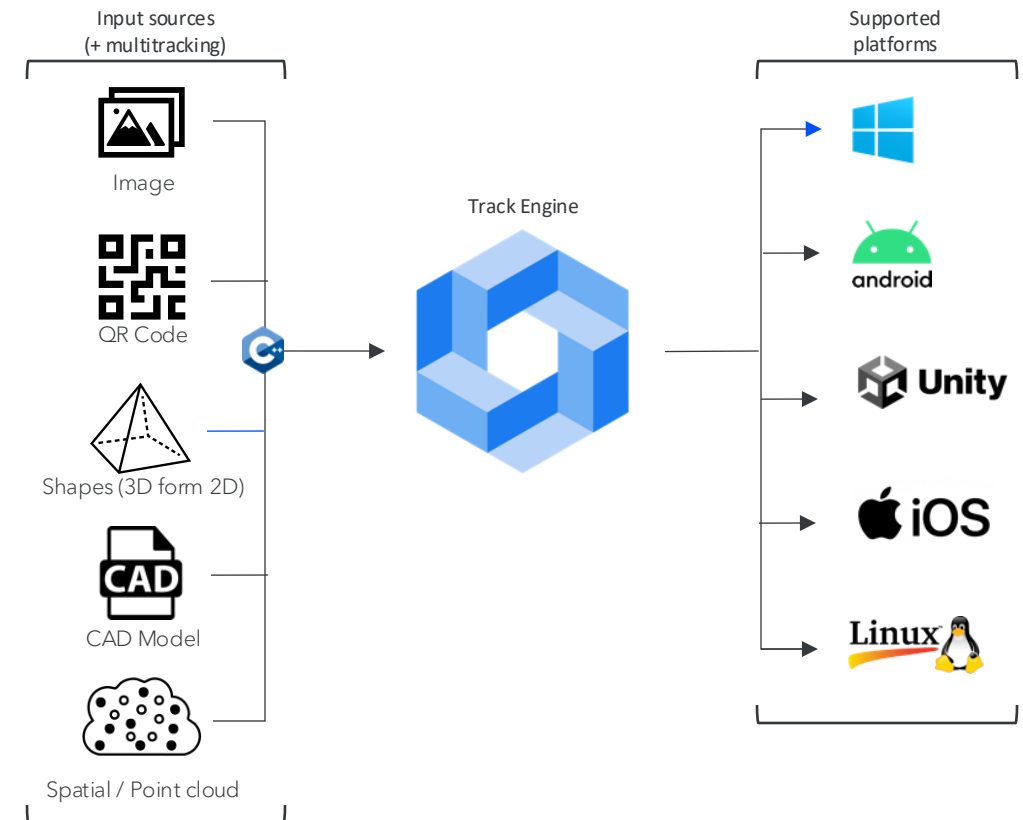 Input sources
(+ multitracking)
Image
QR Code
C++
Shapes (3D form 2D)
CAD
CAD Model
Spatial / Point cloud
Track Engine
Supported
platforms
android
Unity
iOS
Linux™